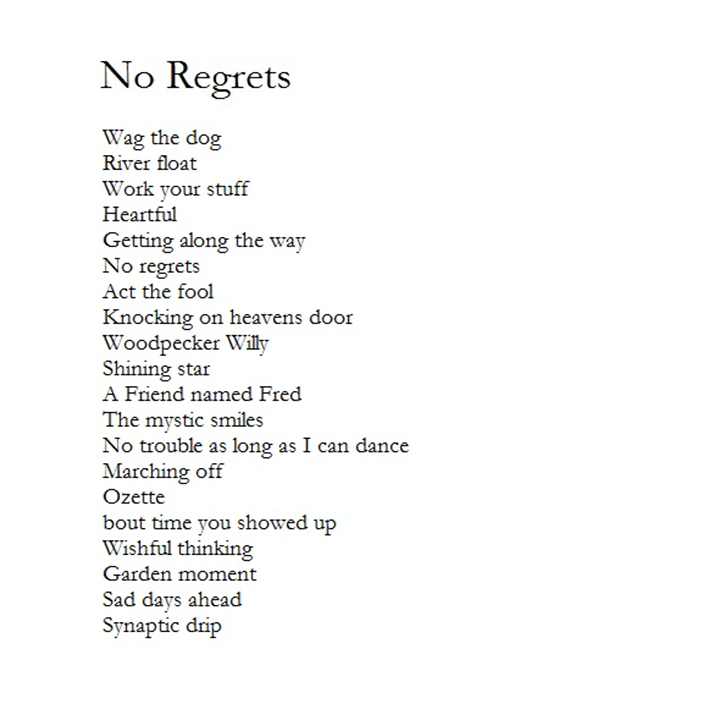 No Regrets
Wag the dog
River float
Work your stuff
Heartful
Getting along the way
No regrets
Act the fool
Knocking on heavens door
Woodpecker Willy
Shining star
A Friend named Fred
The mystic smiles
No trouble as long as I can dance
Marching off
Ozette
bout time you showed up
Wishful thinking
Garden moment
Sad days ahead
Synaptic drip